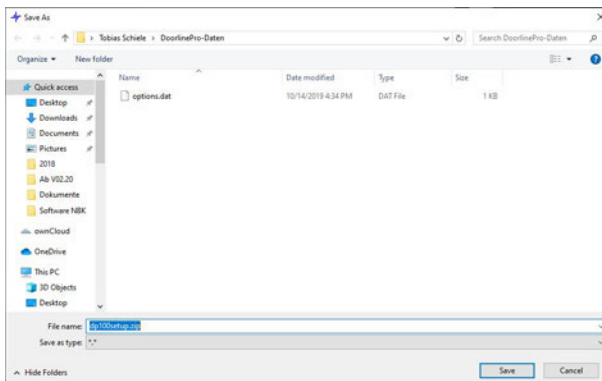 Save As
Tobias Schiele › DoorlinePro-Daten
Search DoorlinePro-Daten
Organize
New folder
Name Date modified Type Size
options.dat 10/14/2019 4:34 PM DAT File 1 KB
Quick access
Desktop
Downloads
Documents
Pictures
2018
Ab V02.20
Dokumente
Software NBK
ownCloud
OneDrive
This PC
3D Objects
Desktop
File name: dp100setup.zip
Save as type: *.*
Hide Folders
Save
Cancel